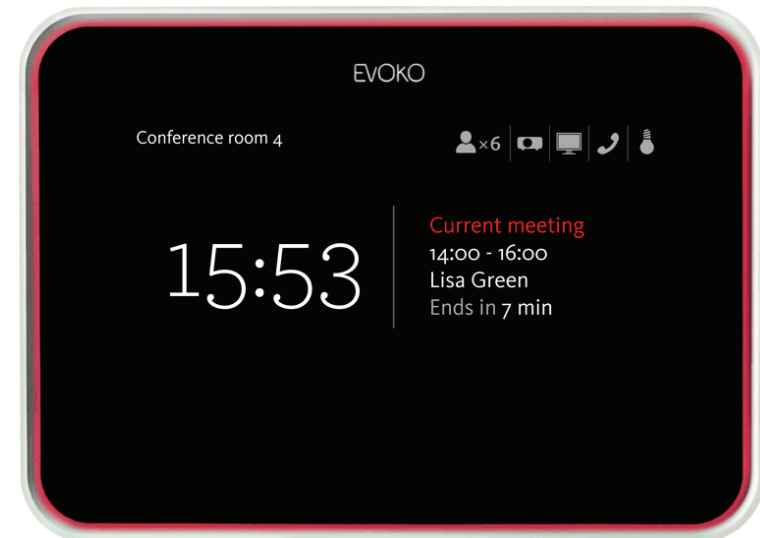 EVOKO
Conference room 4
×6
15:53
Current meeting
14:00 - 16:00
Lisa Green
Ends in 7 min